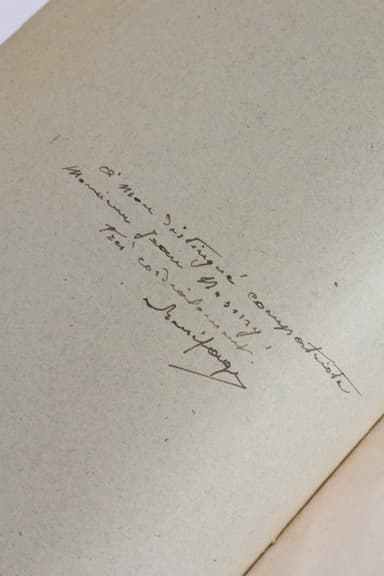 à mon distingué compatriote
Monsieur Jean
très cordialement.